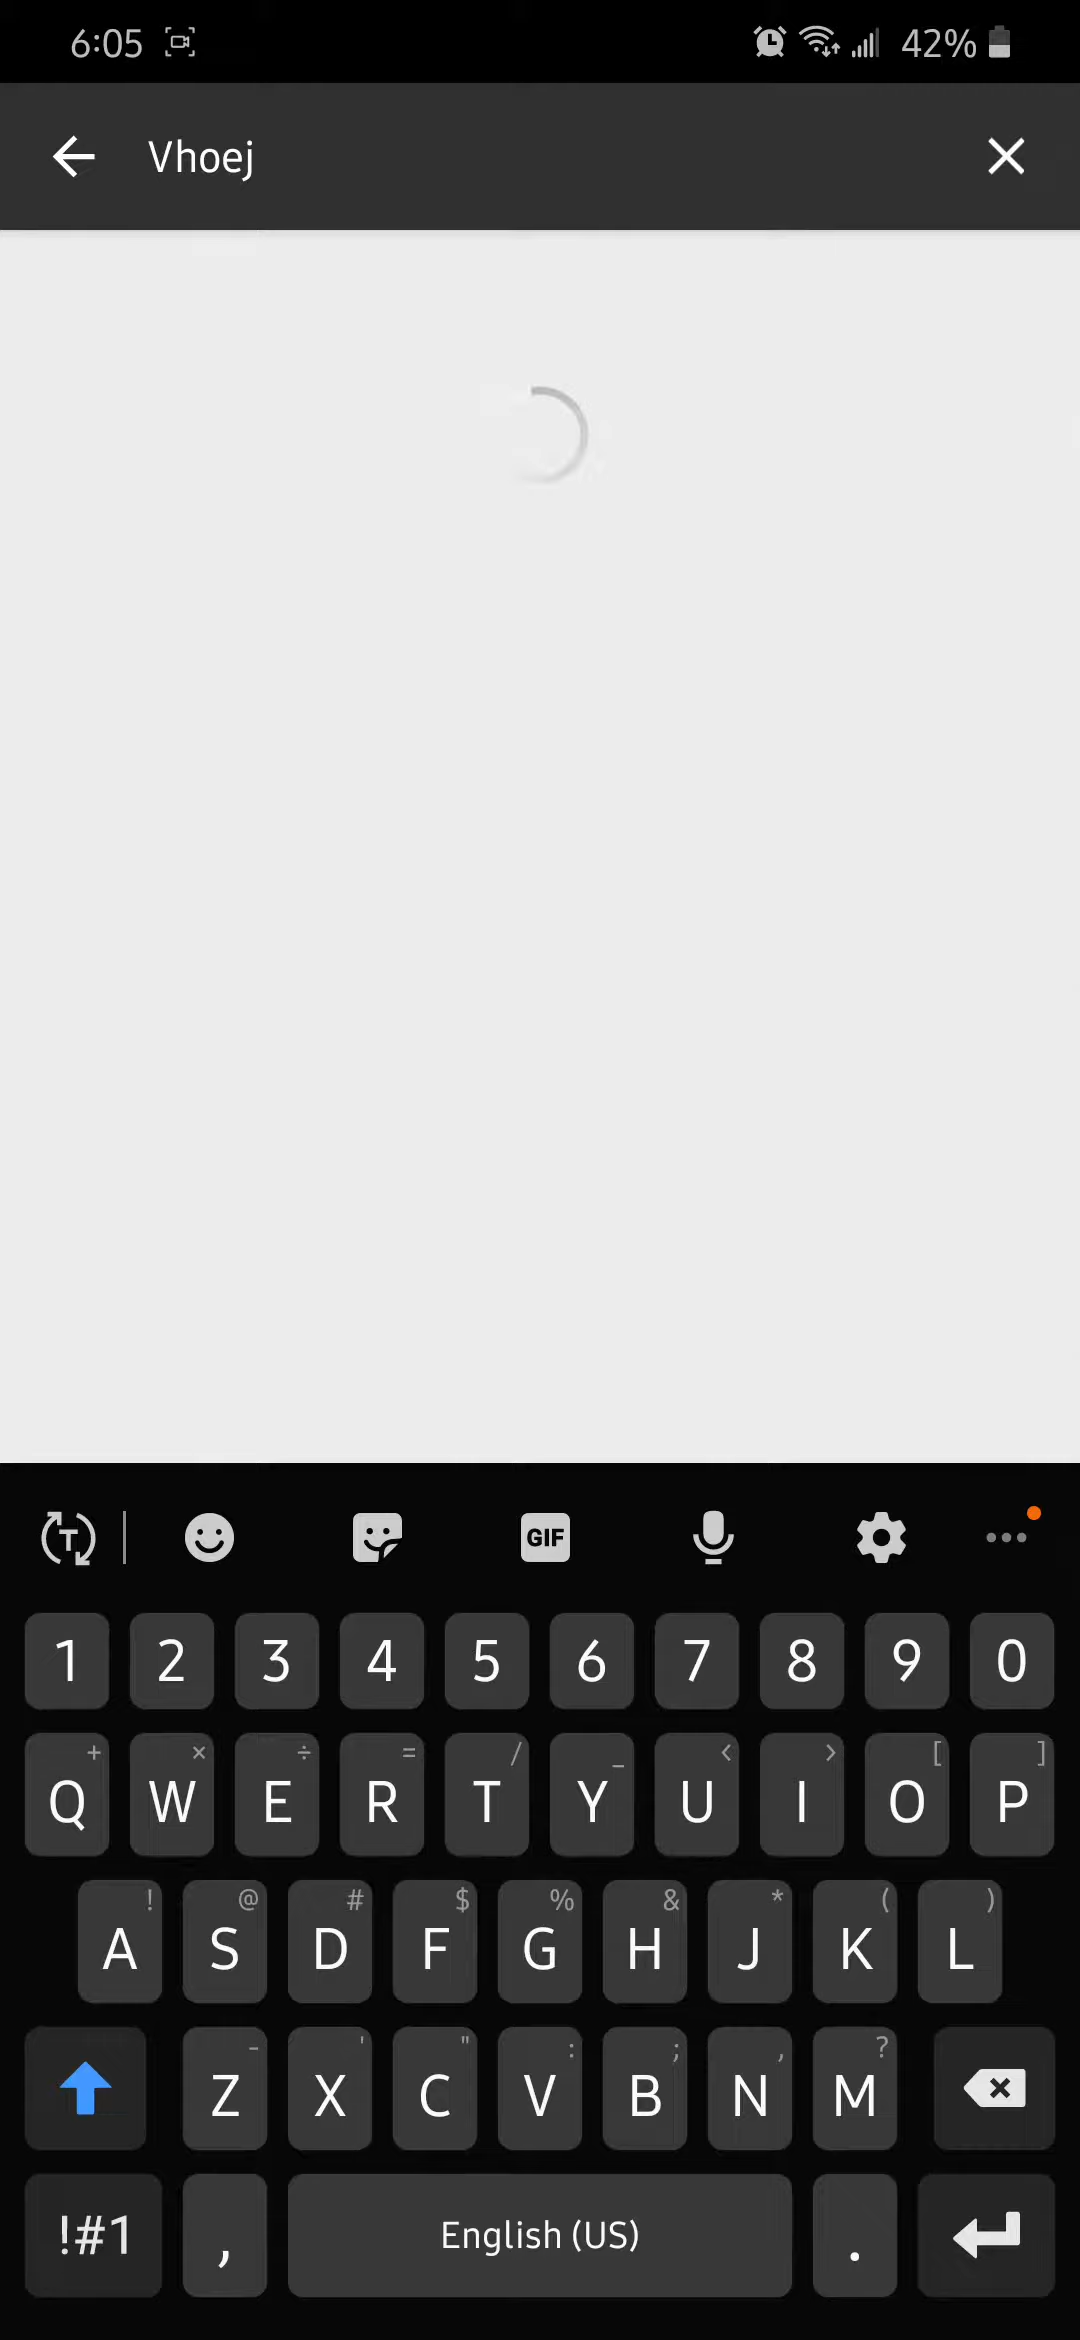 6:05 42%
Vhoej
T GIF
1 2 3 4 5 6 7 8 9 0
+ × ÷ = / _ < > [ ]
Q W E R T Y U I O P
! @ # $ % & * ( )
A S D F G H J K L
- ' " : ; , ?
Z X C V B N M
!#1 , English (US) .